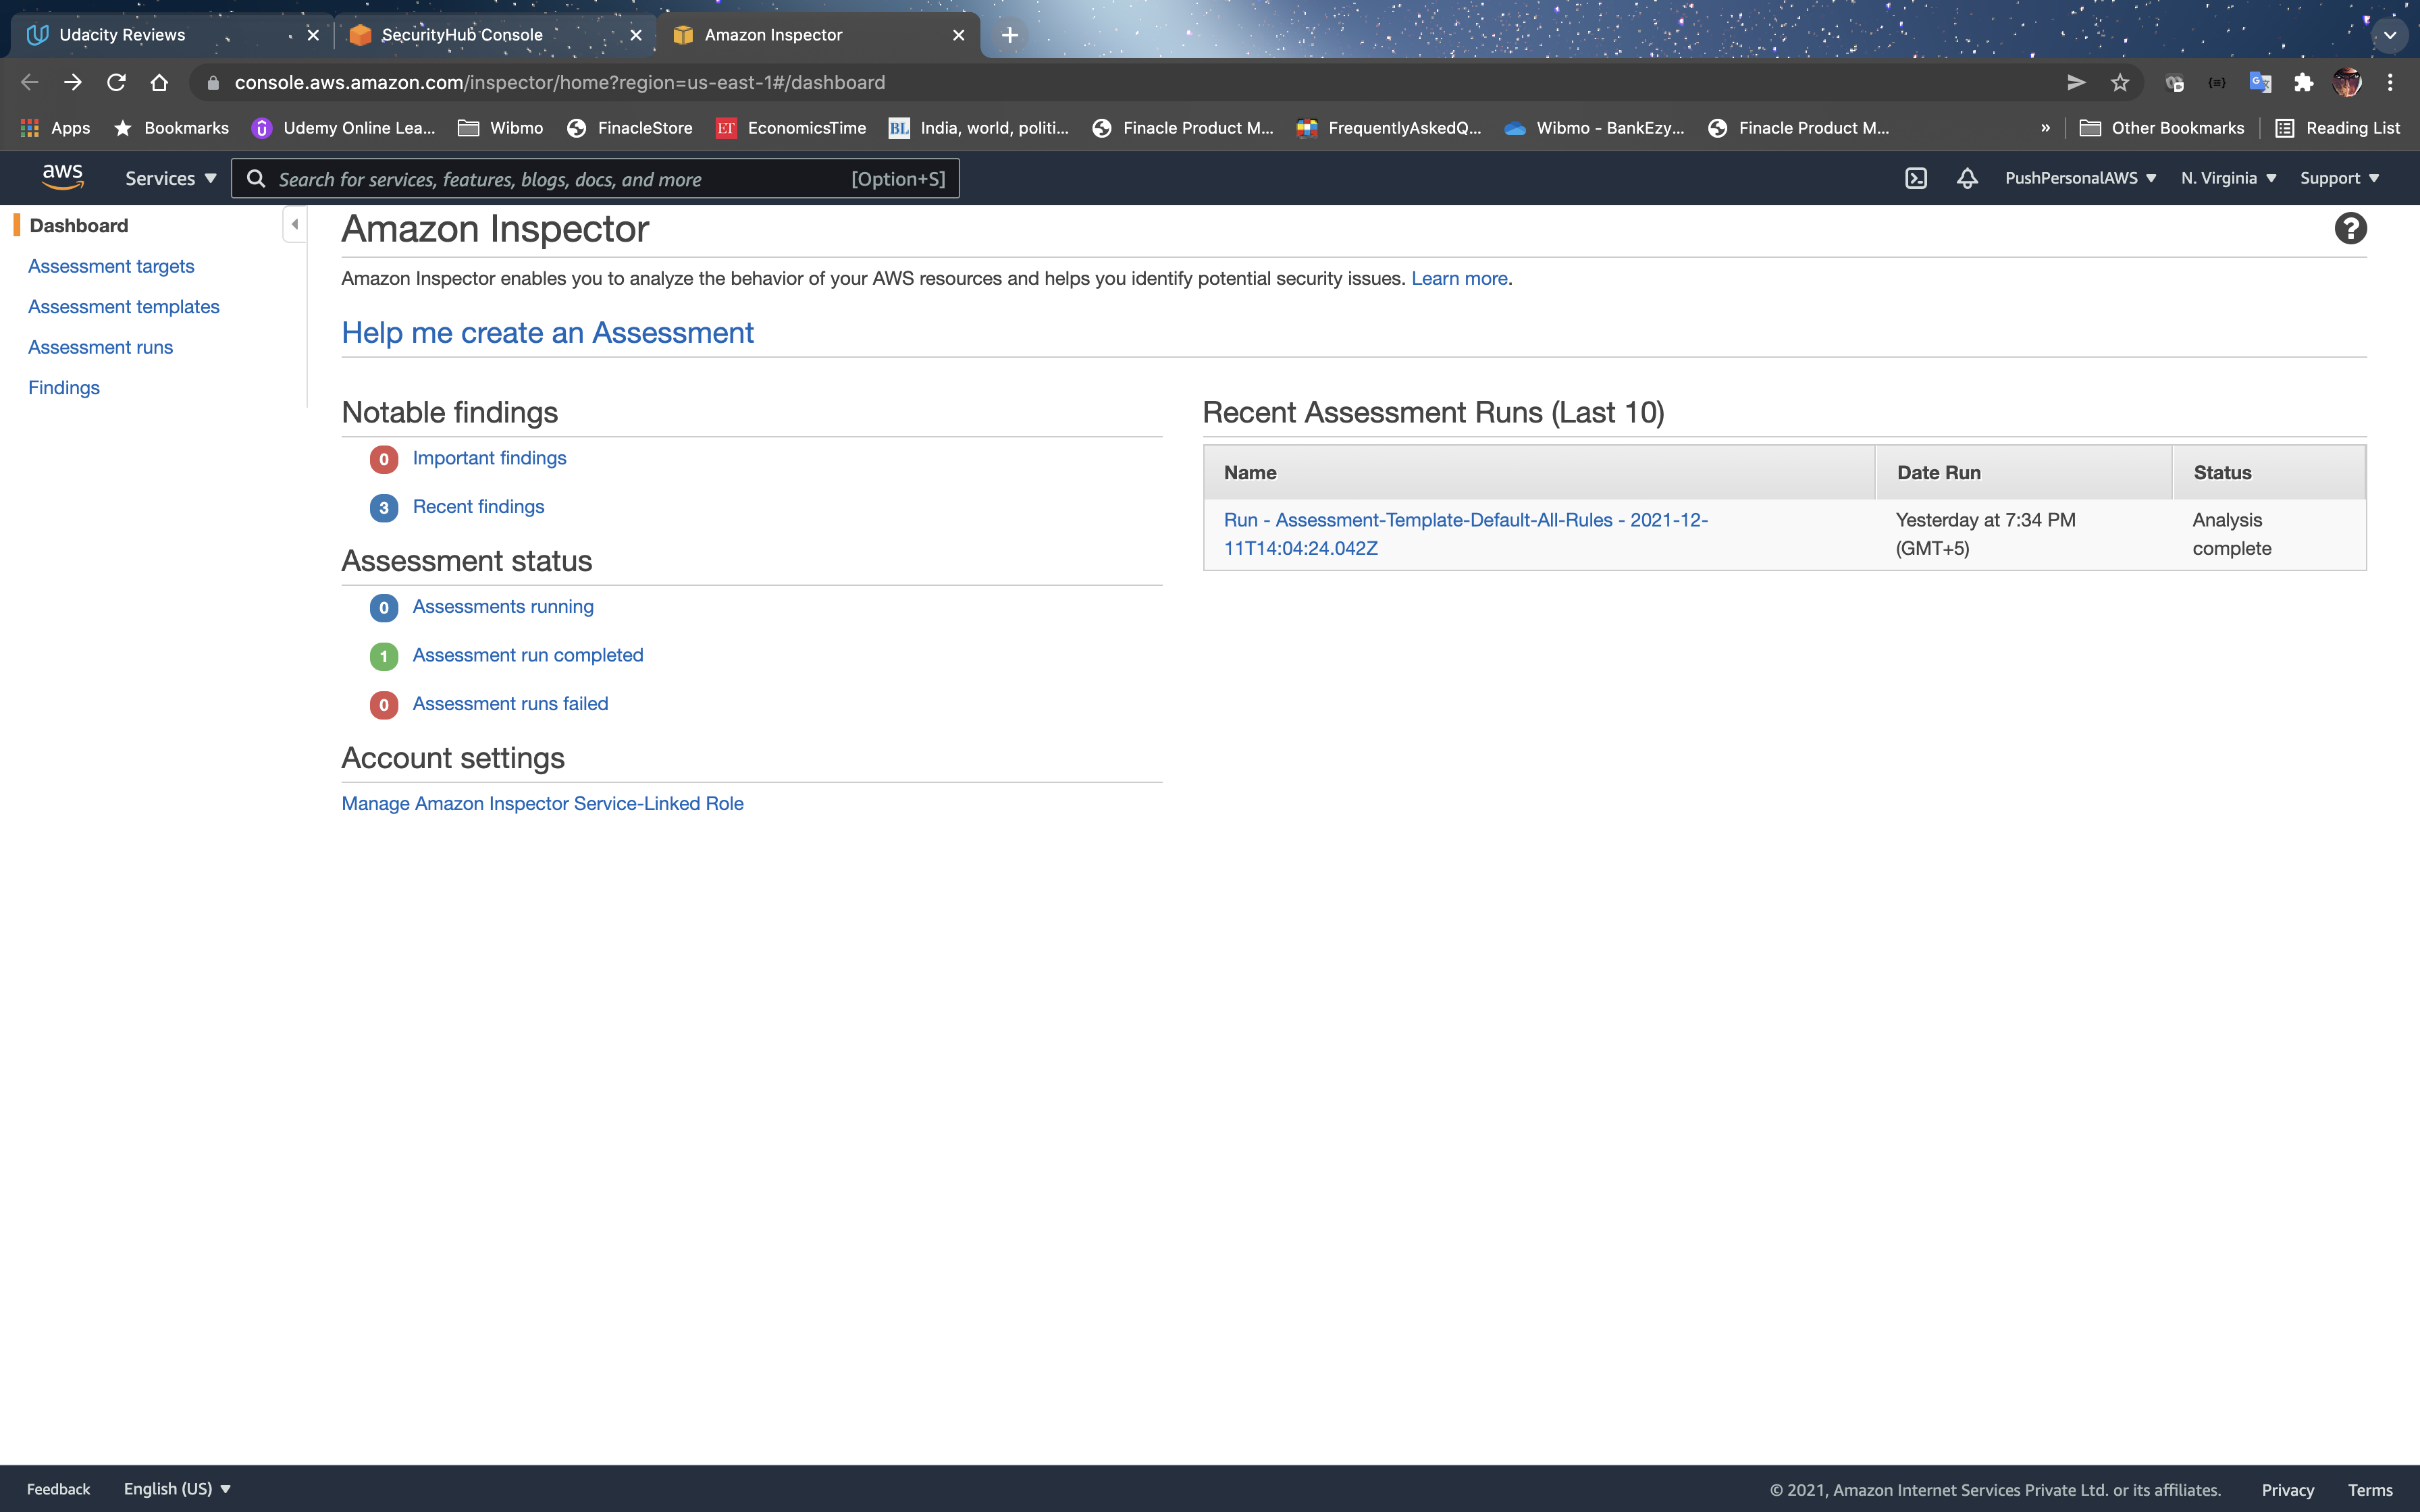 Udacity Reviews
SecurityHub Console
Amazon Inspector
console.aws.amazon.com/inspector/home?region=us-east-1#/dashboard
Apps Bookmarks Udemy Online Lea... Wibmo FinacleStore ET EconomicsTime BL India, world, politi... Finacle Product M... FrequentlyAskedQ... Wibmo - BankEzy... Finacle Product M... » Other Bookmarks Reading List
aws Services ▼ Search for services, features, blogs, docs, and more [Option+S] PushPersonalAWS ▼ N. Virginia ▼ Support ▼
Dashboard
Assessment targets
Assessment templates
Assessment runs
Findings
Amazon Inspector
Amazon Inspector enables you to analyze the behavior of your AWS resources and helps you identify potential security issues. Learn more.
Help me create an Assessment
Notable findings
0 Important findings
3 Recent findings
Assessment status
0 Assessments running
1 Assessment run completed
0 Assessment runs failed
Account settings
Manage Amazon Inspector Service-Linked Role
Recent Assessment Runs (Last 10)
Name Date Run Status
Run - Assessment-Template-Default-All-Rules - 2021-12-
11T14:04:24.042Z
Yesterday at 7:34 PM
(GMT+5)
Analysis
complete
Feedback English (US) ▼ © 2021, Amazon Internet Services Private Ltd. or its affiliates. Privacy Terms